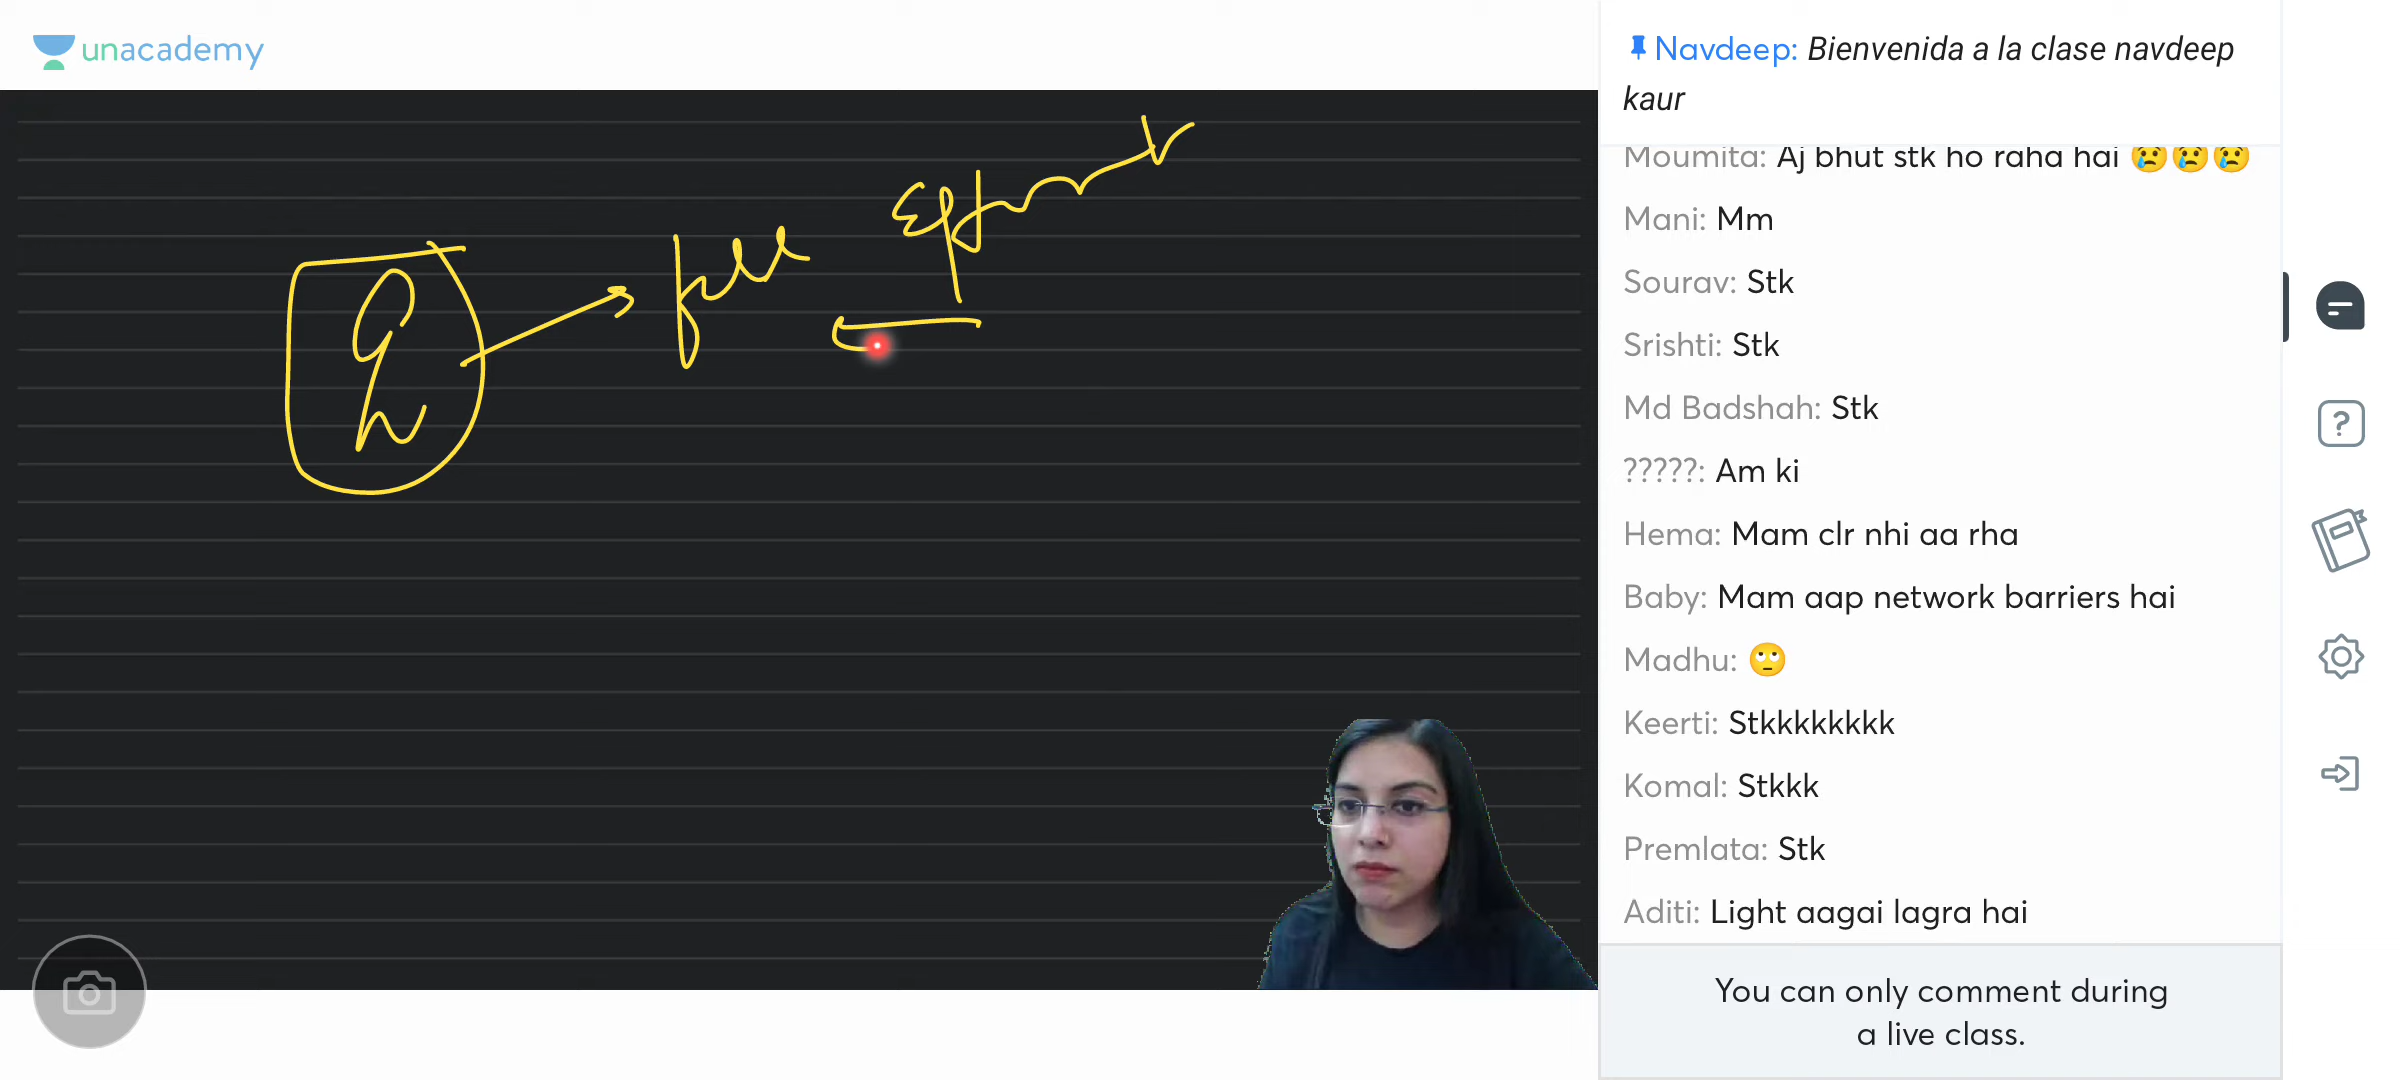 unacademy
Navdeep: Bienvenida a la clase navdeep
kaur
Moumita: Aj bhut stk ho raha hai 😢😢😢
Mani: Mm
Sourav: Stk
Srishti: Stk
Md Badshah: Stk
?????: Am ki
Hema: Mam clr nhi aa rha
Baby: Mam aap network barriers hai
Madhu: 🙄
Keerti: Stkkkkkkkk
Komal: Stkkk
Premlata: Stk
Aditi: Light aagai lagra hai
You can only comment during
a live class.